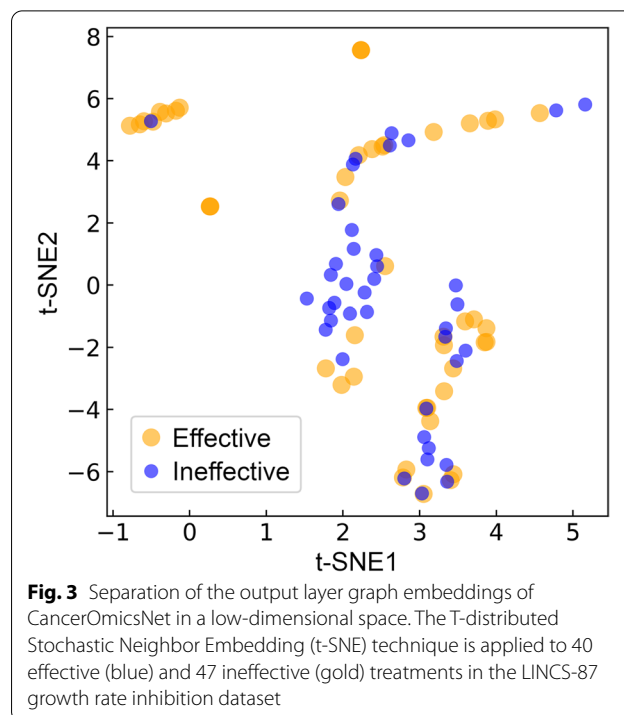 8
6
4
2
0
−2
−4
−6
t-SNE2
Effective
Ineffective
−1 0 1 2 3 4 5
t-SNE1
Fig. 3 Separation of the output layer graph embeddings of
CancerOmicsNet in a low-dimensional space. The T-distributed
Stochastic Neighbor Embedding (t-SNE) technique is applied to 40
effective (blue) and 47 ineffective (gold) treatments in the LINCS-87
growth rate inhibition dataset